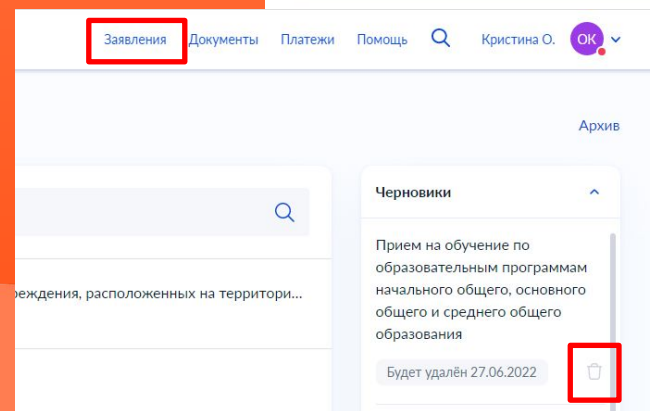 Заявления Документы Платежи Помощь Кристина О. ОК
Архив
Черновики
Прием на обучение по
образовательным программам
начального общего, основного
общего и среднего общего
образования
Будет удалён 27.06.2022
расположенных на территори...